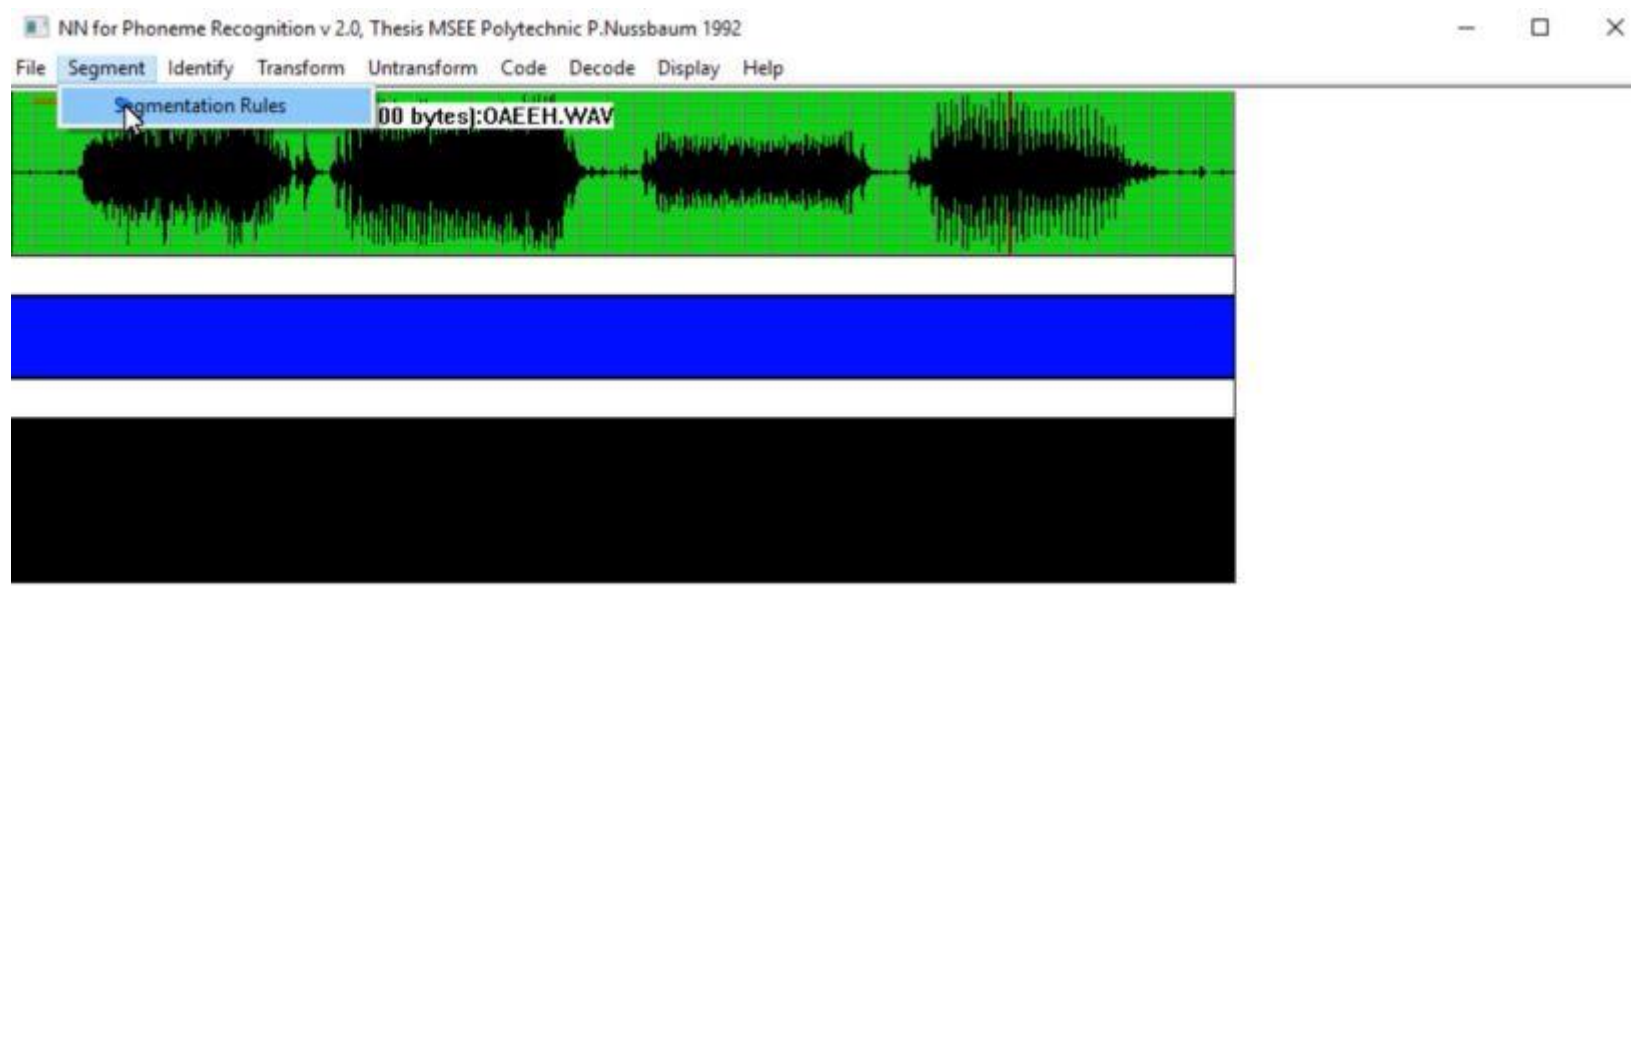 NN for Phoneme Recognition v 2.0, Thesis MSEE Polytechnic P.Nussbaum 1992
File Segment Identify Transform Untransform Code Decode Display Help
Segmentation Rules
00 bytes):OAEEH.WAV